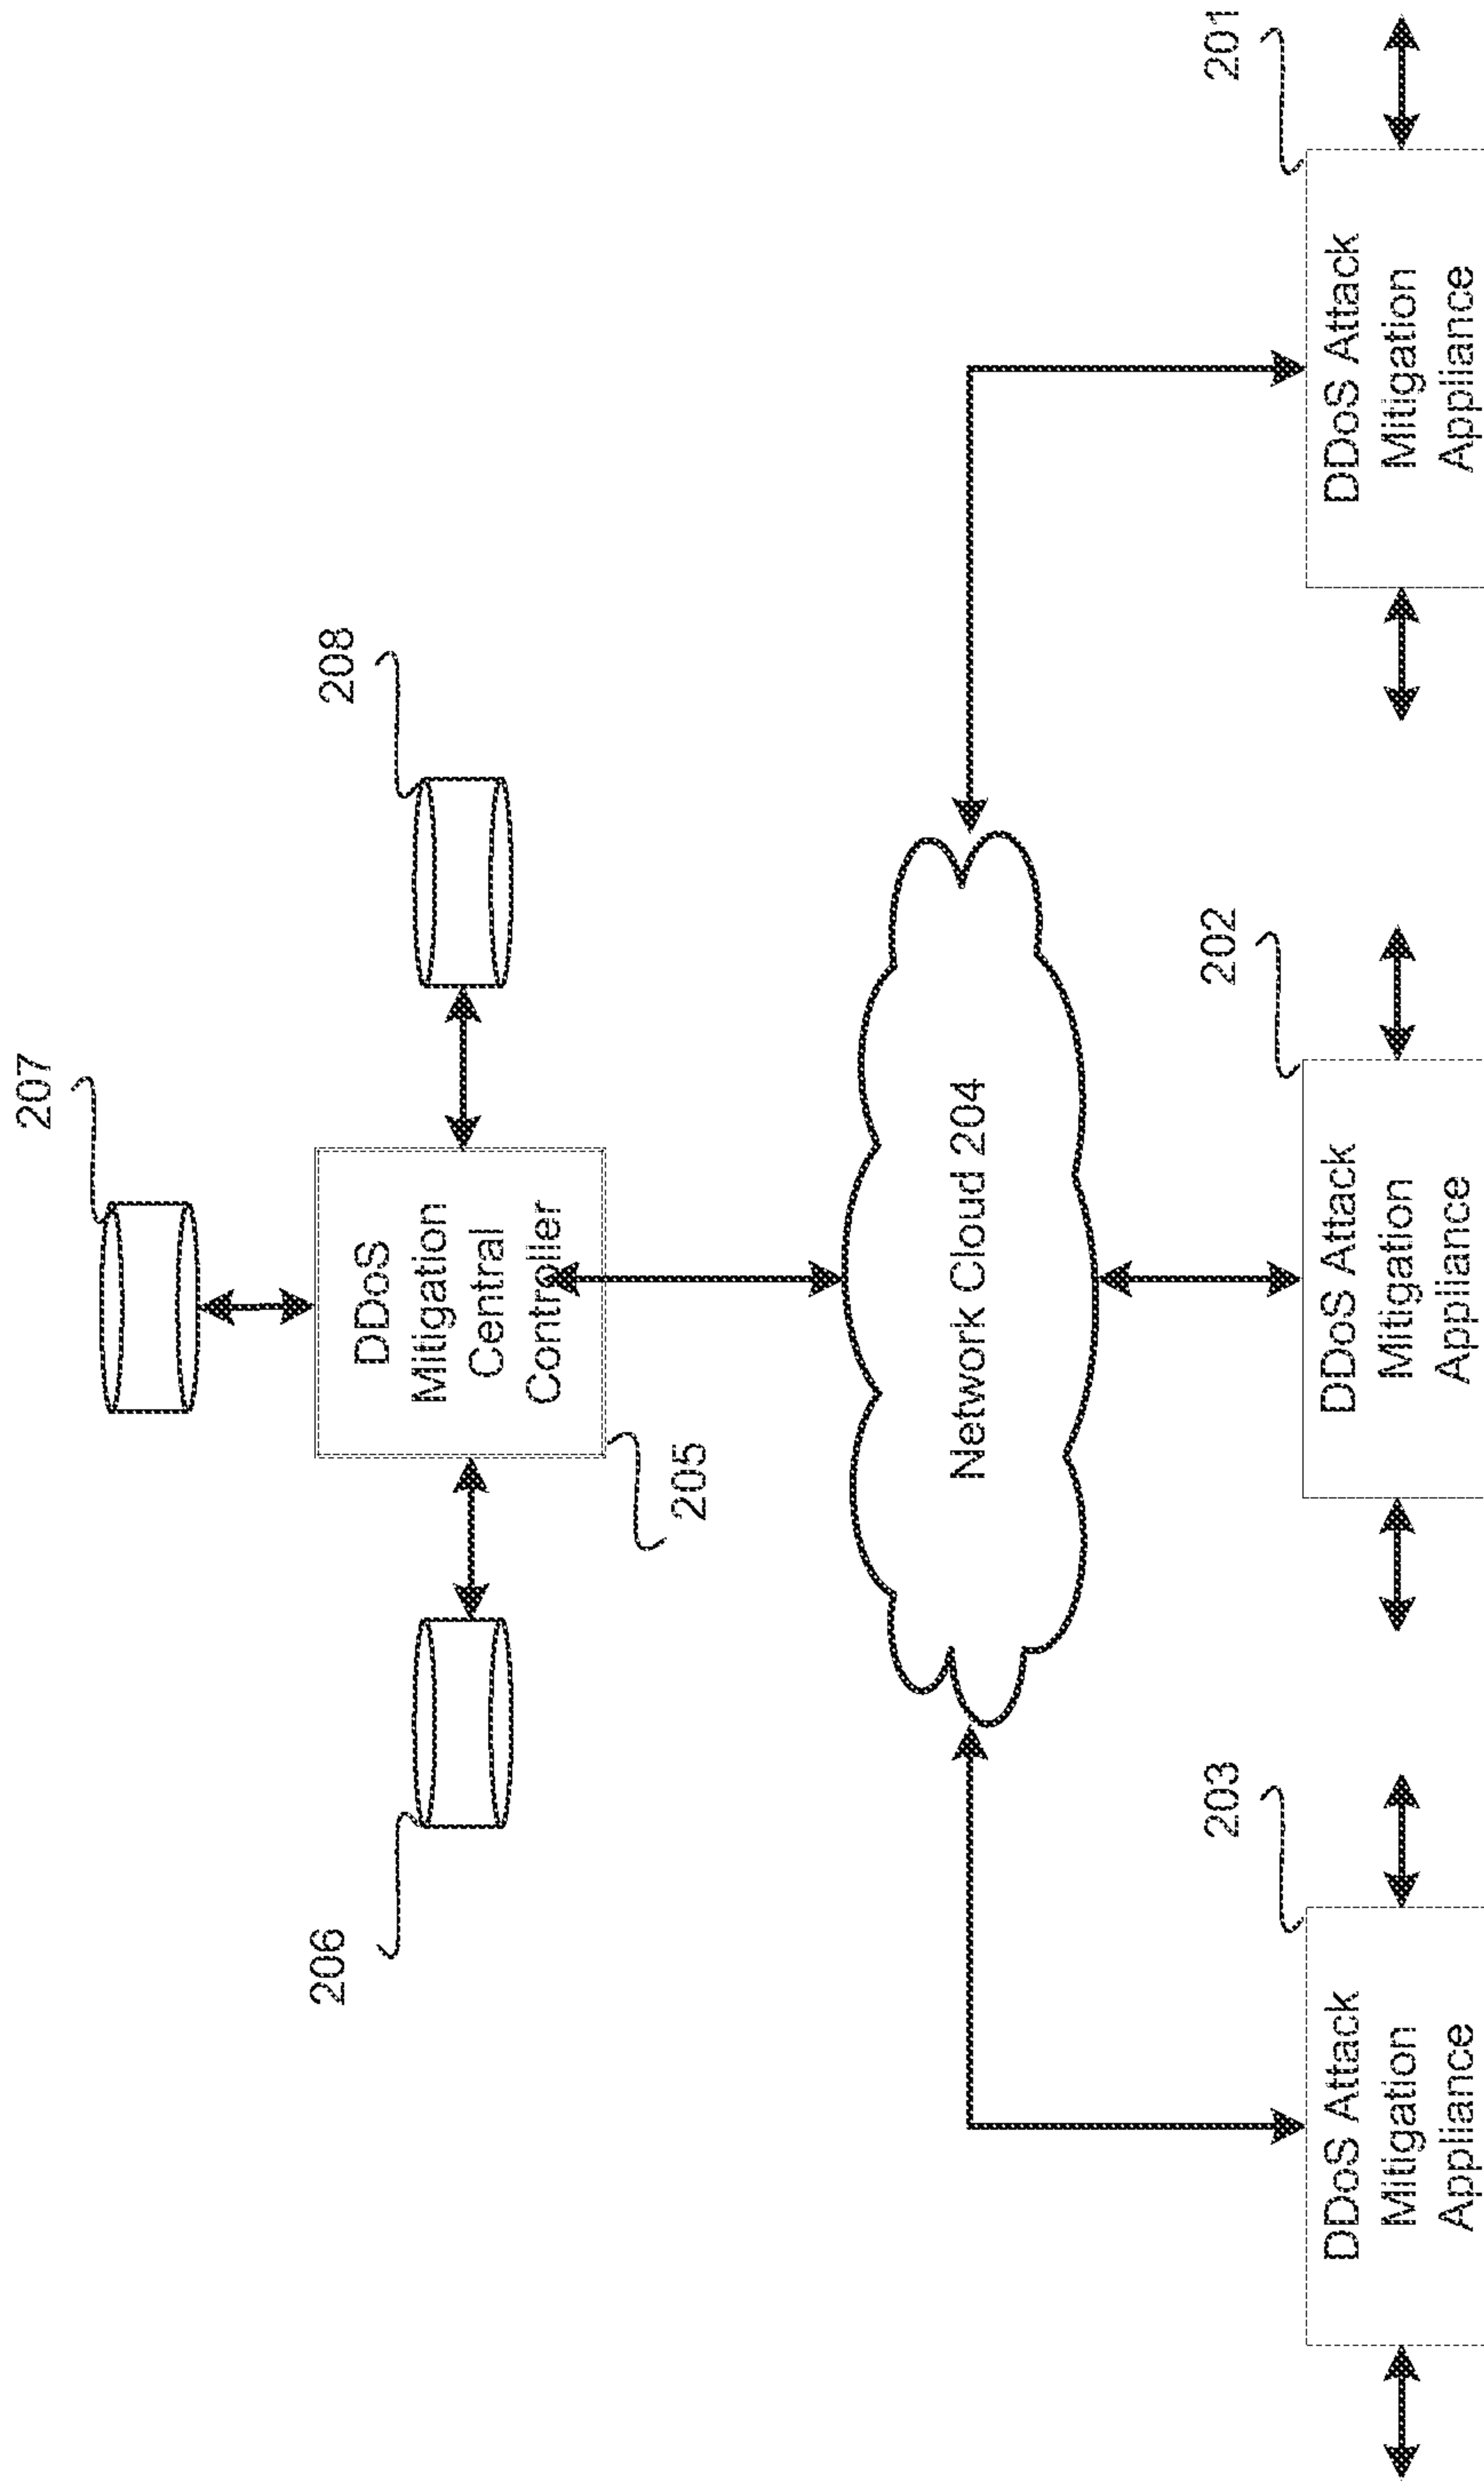 207
206
208
DDoS
Mitigation
Central
Controller
205
Network Cloud 204
203
202
201
DDoS Attack
Mitigation
Appliance
DDoS Attack
Mitigation
Appliance
DDoS Attack
Mitigation
Appliance